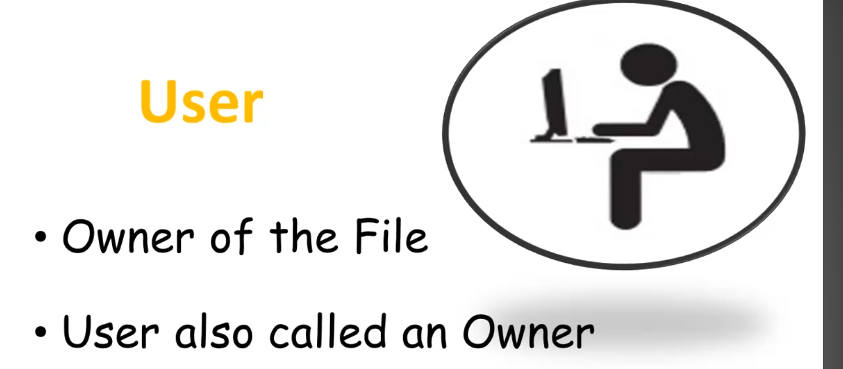 User
• Owner of the File
• User also called an Owner